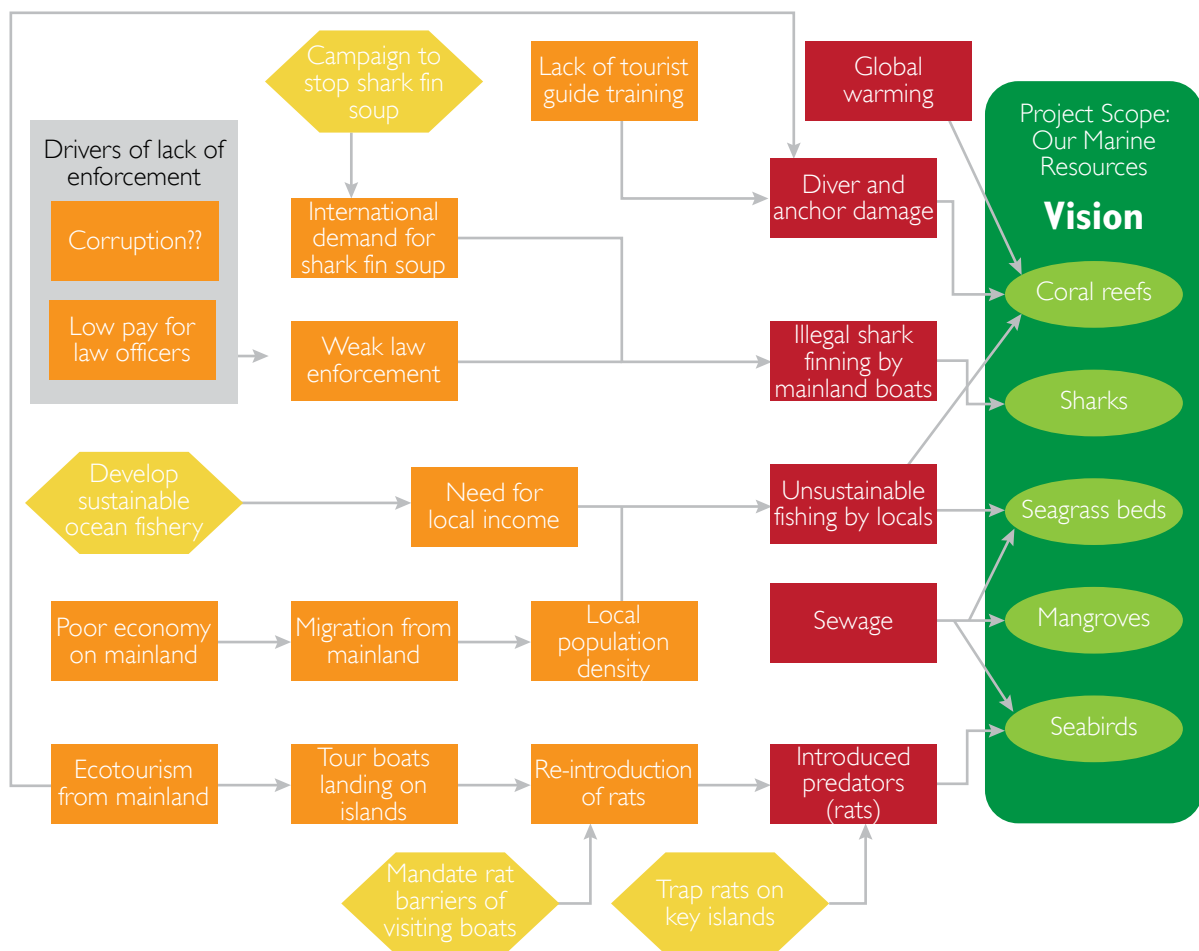 Campaign to
stop shark fin
soup
Lack of tourist
guide training
Global
warming
Project Scope:
Our Marine
Resources
Vision
Drivers of lack of
enforcement
Corruption??
Low pay for
law officers
International
demand for
shark fin soup
Diver and
anchor damage
Coral reefs
Weak law
enforcement
Illegal shark
finning by
mainland boats
Sharks
Develop
sustainable
ocean fishery
Need for
local income
Unsustainable
fishing by locals
Seagrass beds
Poor economy
on mainland
Migration from
mainland
Local
population
density
Sewage
Mangroves
Seabirds
Ecotourism
from mainland
Tour boats
landing on
islands
Re-introduction
of rats
Introduced
predators
(rats)
Mandate rat
barriers of
visiting boats
Trap rats on
key islands